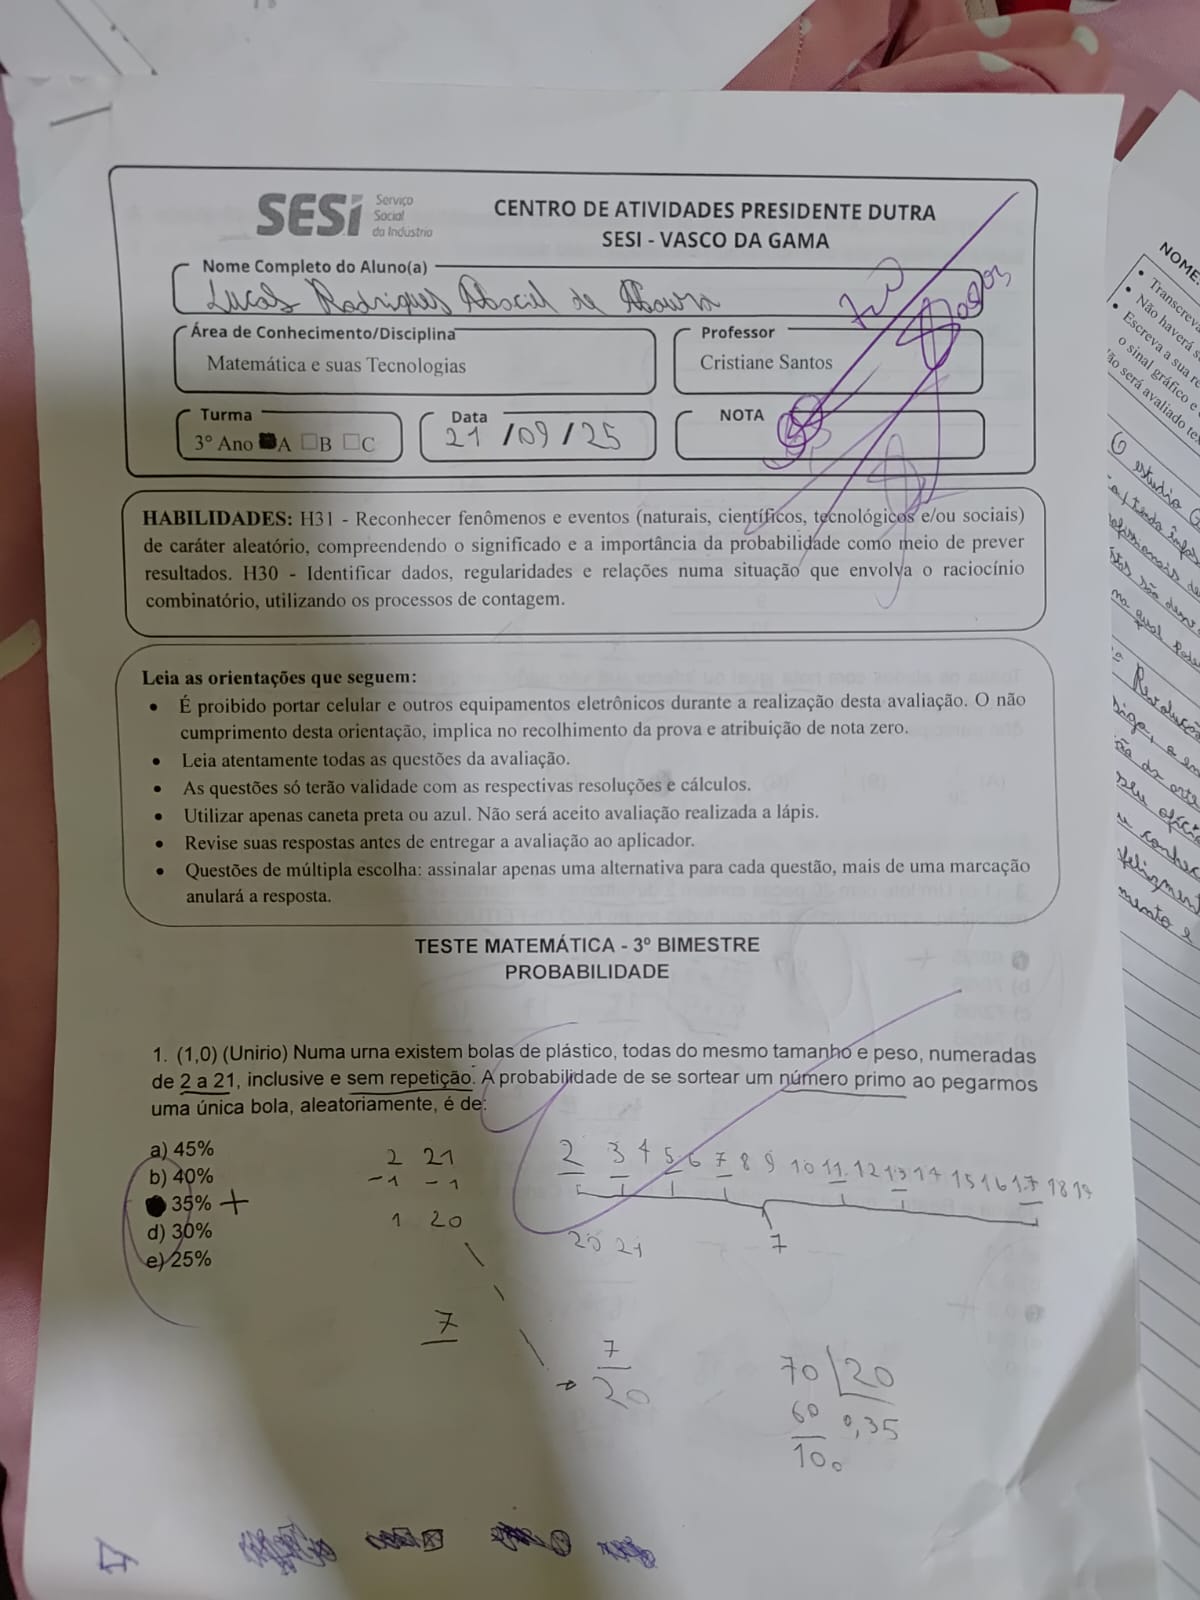 SESi Serviço
Social
da Indústria
CENTRO DE ATIVIDADES PRESIDENTE DUTRA
SESI - VASCO DA GAMA
Nome Completo do Aluno(a)
Lucas Rodrigues de
Área de Conhecimento/Disciplina
Matemática e suas Tecnologias
Professor
Cristiane Santos
Turma
3º Ano A B C
Data
21 /09/25
NOTA
HABILIDADES: H31 - Reconhecer fenômenos e eventos (naturais, científicos, tecnológicos e/ou sociais)
de caráter aleatório, compreendendo o significado e a importância da probabilidade como meio de prever
resultados. H30 - Identificar dados, regularidades e relações numa situação que envolva o raciocínio
combinatório, utilizando os processos de contagem.
Leia as orientações que seguem:
• É proibido portar celular e outros equipamentos eletrônicos durante a realização desta avaliação. O não
cumprimento desta orientação, implica no recolhimento da prova e atribuição de nota zero.
• Leia atentamente todas as questões da avaliação.
• As questões só terão validade com as respectivas resoluções e cálculos.
• Utilizar apenas caneta preta ou azul. Não será aceito avaliação realizada a lápis.
• Revise suas respostas antes de entregar a avaliação ao aplicador.
• Questões de múltipla escolha: assinalar apenas uma alternativa para cada questão, mais de uma marcação
anulará a resposta.
TESTE MATEMÁTICA - 3º BIMESTRE
PROBABILIDADE
1. (1,0) (Unirio) Numa urna existem bolas de plástico, todas do mesmo tamanho e peso, numeradas
de 2 a 21, inclusive e sem repetição. A probabilidade de se sortear um número primo ao pegarmos
uma única bola, aleatoriamente, é de:
a) 45%
b) 40%
35% +
d) 30%
e) 25%
2 21
-1 -1
1 20
2 3 4 5 6 7 8 9 10 11 12 13 14 15 16 17 18 19
20 21
7
7
7
20
70 20
60 0,35
100
NOME:
• Transcreva
• Não haverá
• Escreva a sua
o sinal gráfico e
será avaliado
O estudio